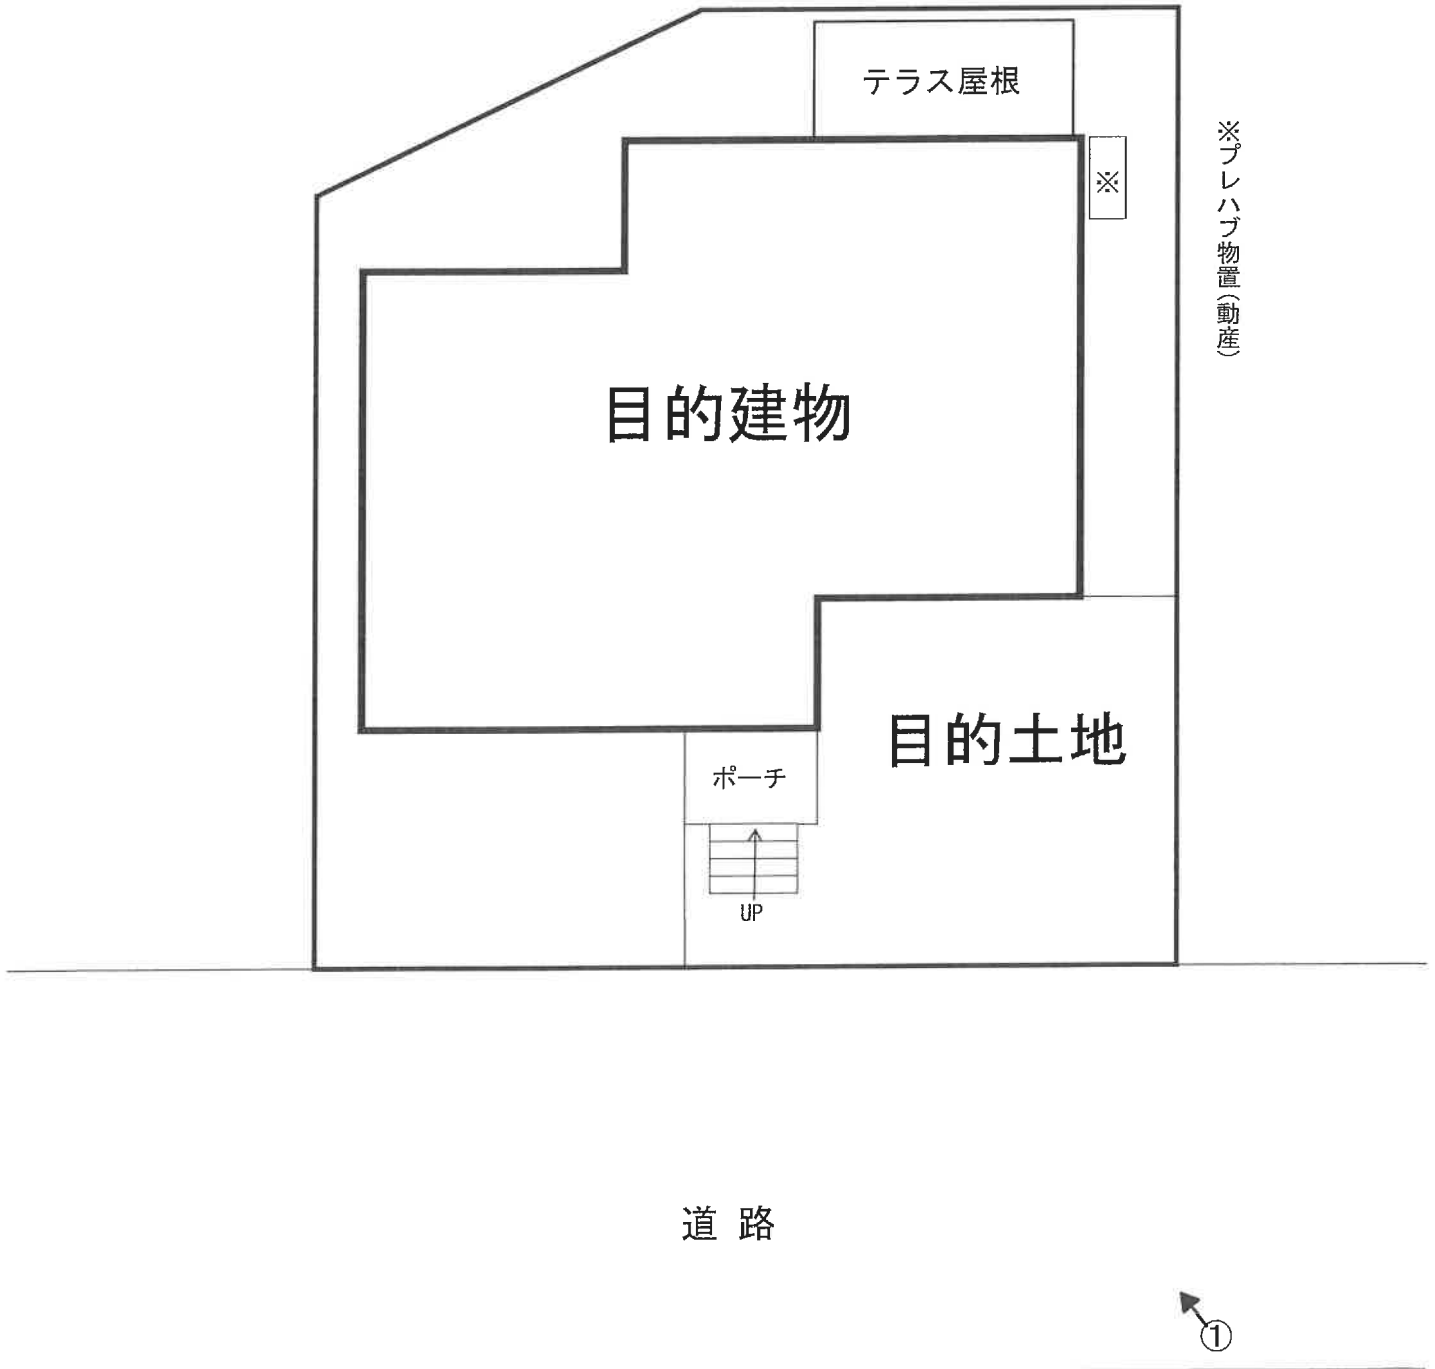 テラス屋根
※
※プレハブ物置(動産)
目的建物
目的土地
ポーチ
UP
道路
①